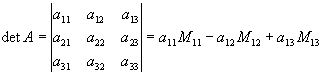 det A = | a₁₁ a₁₂ a₁₃ |
| a₂₁ a₂₂ a₂₃ | = a₁₁M₁₁ − a₁₂M₁₂ + a₁₃M₁₃
| a₃₁ a₃₂ a₃₃ |